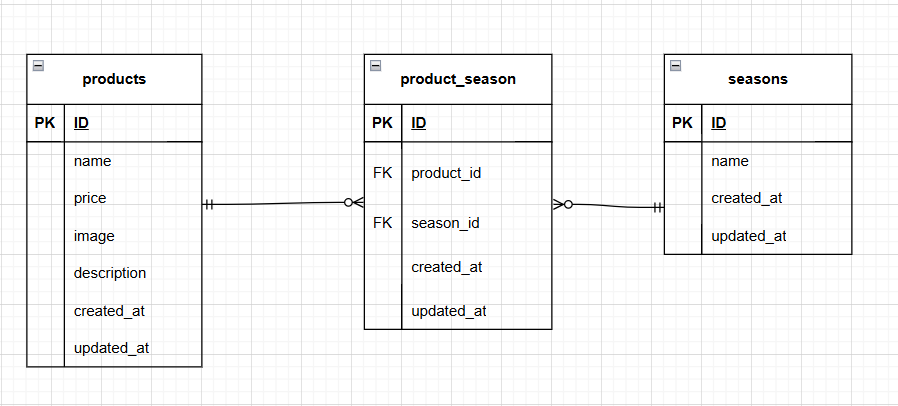 products
PK ID
name
price
image
description
created_at
updated_at
product_season
PK ID
FK product_id
FK season_id
created_at
updated_at
seasons
PK ID
name
created_at
updated_at